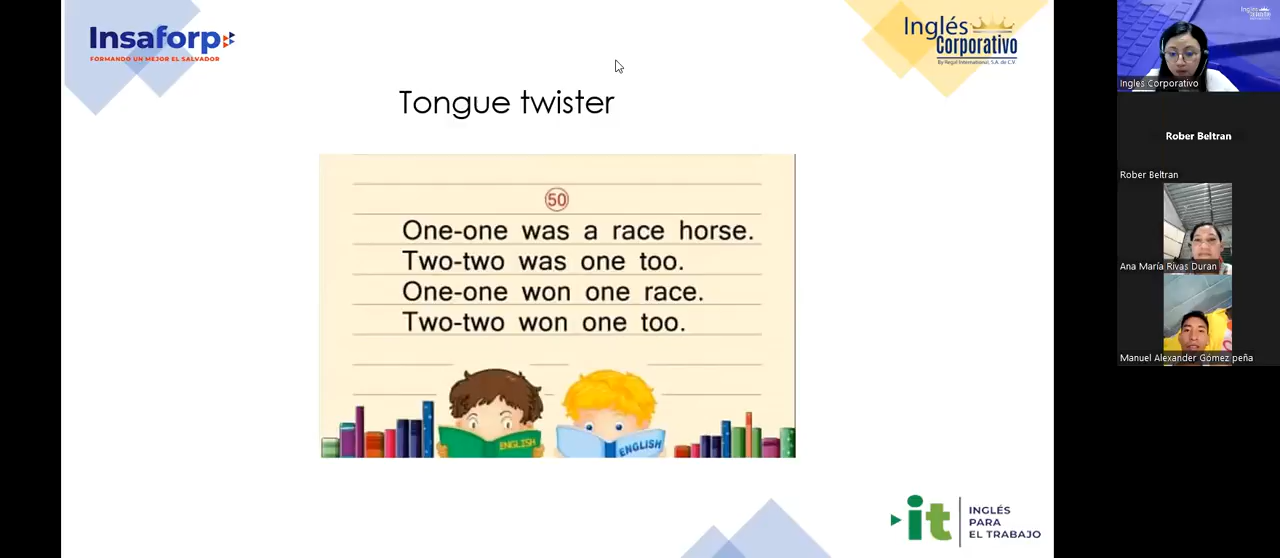 Insaforp
FORMANDO UN MEJOR EL SALVADOR
Inglés
Corporativo
By Regal International, S.A. de C.V.
Tongue twister
50
One-one was a race horse.
Two-two was one too.
One-one won one race.
Two-two won one too.
ENGLISH
ENGLISH
it
INGLÉS
PARA
EL TRABAJO
Ingles Corporativo
Rober Beltran
Rober Beltran
Ana María Rivas Duran
Manuel Alexander Gómez peña